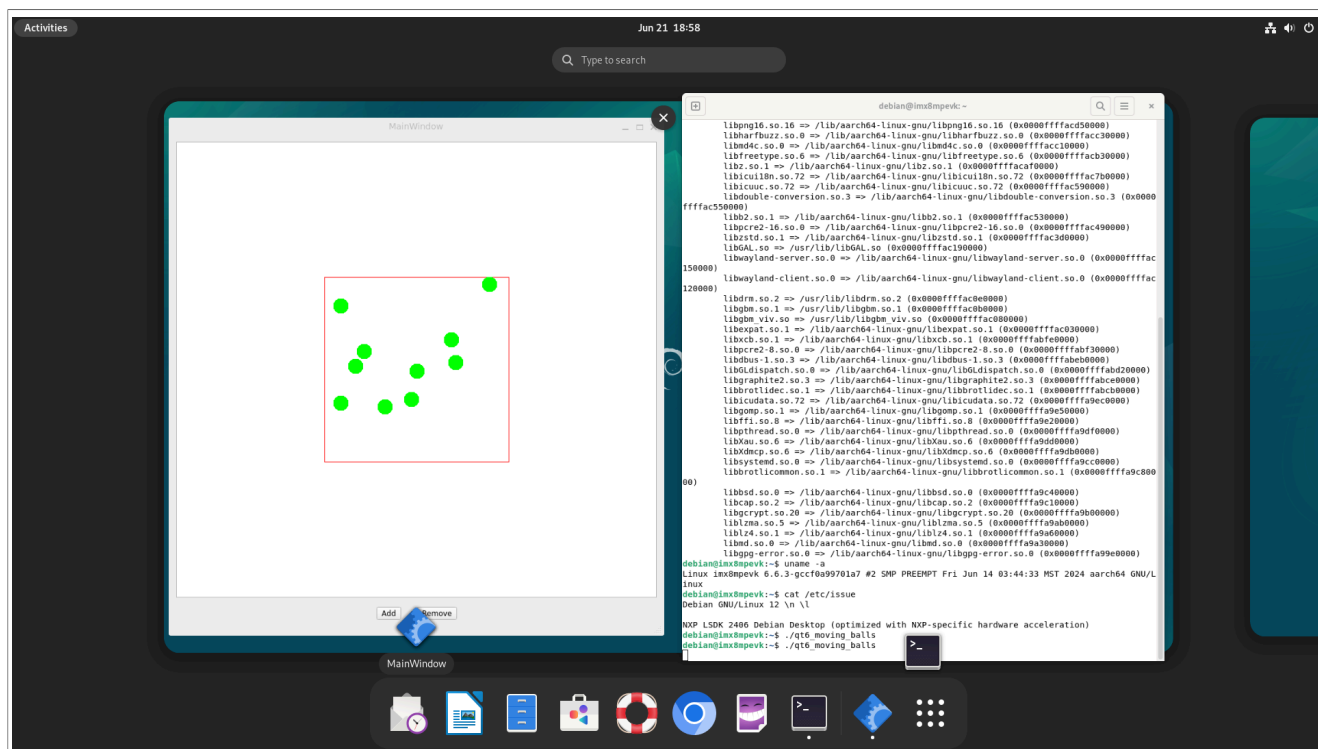 Activities
Jun 21 18:58
Type to search
MainWindow
Add
Remove
MainWindow
debian@imx8mpevk: ~
libpng16.so.16 => /lib/aarch64-linux-gnu/libpng16.so.16 (0x0000ffffacd50000)
libharfbuzz.so.0 => /lib/aarch64-linux-gnu/libharfbuzz.so.0 (0x0000ffffacc30000)
libmd4c.so.0 => /lib/aarch64-linux-gnu/libmd4c.so.0 (0x0000ffffacc10000)
libfreetype.so.6 => /lib/aarch64-linux-gnu/libfreetype.so.6 (0x0000ffffacb30000)
libz.so.1 => /lib/aarch64-linux-gnu/libz.so.1 (0x0000ffffacaf0000)
libicui18n.so.72 => /lib/aarch64-linux-gnu/libicui18n.so.72 (0x0000ffffac7b0000)
libicuuc.so.72 => /lib/aarch64-linux-gnu/libicuuc.so.72 (0x0000ffffac590000)
libdouble-conversion.so.3 => /lib/aarch64-linux-gnu/libdouble-conversion.so.3 (0x0000
ffffac550000)
libb2.so.1 => /lib/aarch64-linux-gnu/libb2.so.1 (0x0000ffffac530000)
libpcre2-16.so.0 => /lib/aarch64-linux-gnu/libpcre2-16.so.0 (0x0000ffffac490000)
libzstd.so.1 => /lib/aarch64-linux-gnu/libzstd.so.1 (0x0000ffffac3d0000)
libGAL.so => /usr/lib/libGAL.so (0x0000ffffac190000)
libwayland-server.so.0 => /lib/aarch64-linux-gnu/libwayland-server.so.0 (0x0000ffffac
150000)
libwayland-client.so.0 => /lib/aarch64-linux-gnu/libwayland-client.so.0 (0x0000ffffac
120000)
libdrm.so.2 => /usr/lib/libdrm.so.2 (0x0000ffffac0e0000)
libgbm.so.1 => /usr/lib/libgbm.so.1 (0x0000ffffac0b0000)
libgbm_viv.so => /usr/lib/libgbm_viv.so (0x0000ffffac080000)
libexpat.so.1 => /lib/aarch64-linux-gnu/libexpat.so.1 (0x0000ffffac030000)
libxcb.so.1 => /lib/aarch64-linux-gnu/libxcb.so.1 (0x0000ffffabfe0000)
libpcre2-8.so.0 => /lib/aarch64-linux-gnu/libpcre2-8.so.0 (0x0000ffffabf30000)
libdbus-1.so.3 => /lib/aarch64-linux-gnu/libdbus-1.so.3 (0x0000ffffabeb0000)
libGLdispatch.so.0 => /lib/aarch64-linux-gnu/libGLdispatch.so.0 (0x0000ffffabd20000)
libgraphite2.so.3 => /lib/aarch64-linux-gnu/libgraphite2.so.3 (0x0000ffffabce0000)
libbrotlidec.so.1 => /lib/aarch64-linux-gnu/libbrotlidec.so.1 (0x0000ffffabcb0000)
libicudata.so.72 => /lib/aarch64-linux-gnu/libicudata.so.72 (0x0000ffffa9ec0000)
libgomp.so.1 => /lib/aarch64-linux-gnu/libgomp.so.1 (0x0000ffffa9e50000)
libffi.so.8 => /lib/aarch64-linux-gnu/libffi.so.8 (0x0000ffffa9e20000)
libpthread.so.0 => /lib/aarch64-linux-gnu/libpthread.so.0 (0x0000ffffa9df0000)
libXau.so.6 => /lib/aarch64-linux-gnu/libXau.so.6 (0x0000ffffa9dd0000)
libXdmcp.so.6 => /lib/aarch64-linux-gnu/libXdmcp.so.6 (0x0000ffffa9db0000)
libsystemd.so.0 => /lib/aarch64-linux-gnu/libsystemd.so.0 (0x0000ffffa9cc0000)
libbrotlicommon.so.1 => /lib/aarch64-linux-gnu/libbrotlicommon.so.1 (0x0000ffffa9c800
00)
libbsd.so.0 => /lib/aarch64-linux-gnu/libbsd.so.0 (0x0000ffffa9c40000)
libcap.so.2 => /lib/aarch64-linux-gnu/libcap.so.2 (0x0000ffffa9c10000)
libgcrypt.so.20 => /lib/aarch64-linux-gnu/libgcrypt.so.20 (0x0000ffffa9b00000)
liblzma.so.5 => /lib/aarch64-linux-gnu/liblzma.so.5 (0x0000ffffa9ab0000)
liblz4.so.1 => /lib/aarch64-linux-gnu/liblz4.so.1 (0x0000ffffa9a60000)
libmd.so.0 => /lib/aarch64-linux-gnu/libmd.so.0 (0x0000ffffa9a30000)
libgpg-error.so.0 => /lib/aarch64-linux-gnu/libgpg-error.so.0 (0x0000ffffa99e0000)
debian@imx8mpevk:~$ uname -a
Linux imx8mpevk 6.6.3-gccf0a99701a7 #2 SMP PREEMPT Fri Jun 14 03:44:33 MST 2024 aarch64 GNU/L
inux
debian@imx8mpevk:~$ cat /etc/issue
Debian GNU/Linux 12 \n \l
NXP LSDK 2406 Debian Desktop (optimized with NXP-specific hardware acceleration)
debian@imx8mpevk:~$ ./qt6_moving_balls
debian@imx8mpevk:~$ ./qt6_moving_balls